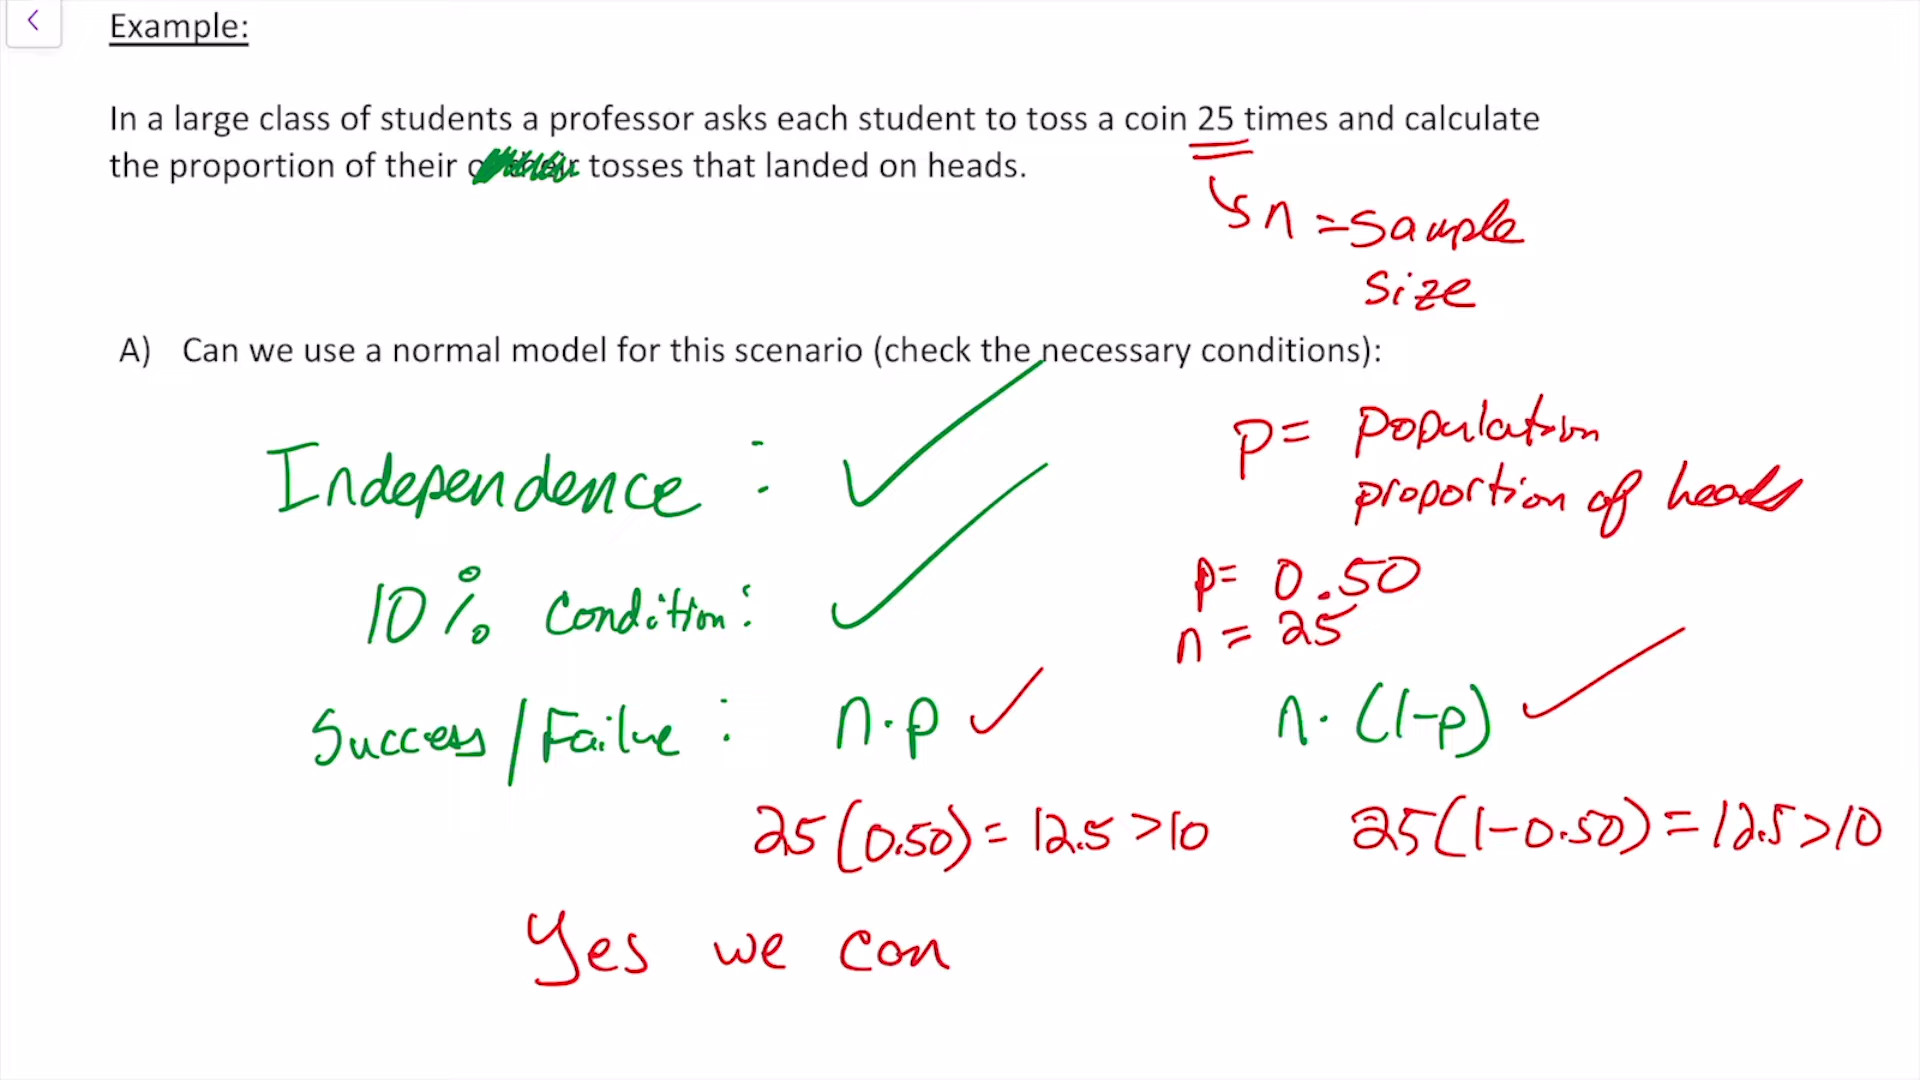 Example:
In a large class of students a professor asks each student to toss a coin 25 times and calculate
the proportion of their tosses that landed on heads.
n = Sample
Size
A) Can we use a normal model for this scenario (check the necessary conditions):
Independence :
p = population
proportion of heads
10% Condition:
p = 0.50
n = 25
Success/Failure : n·p n·(1-p)
25(0.50) = 12.5 >10 25(1-0.50) = 12.5 >10
Yes we can